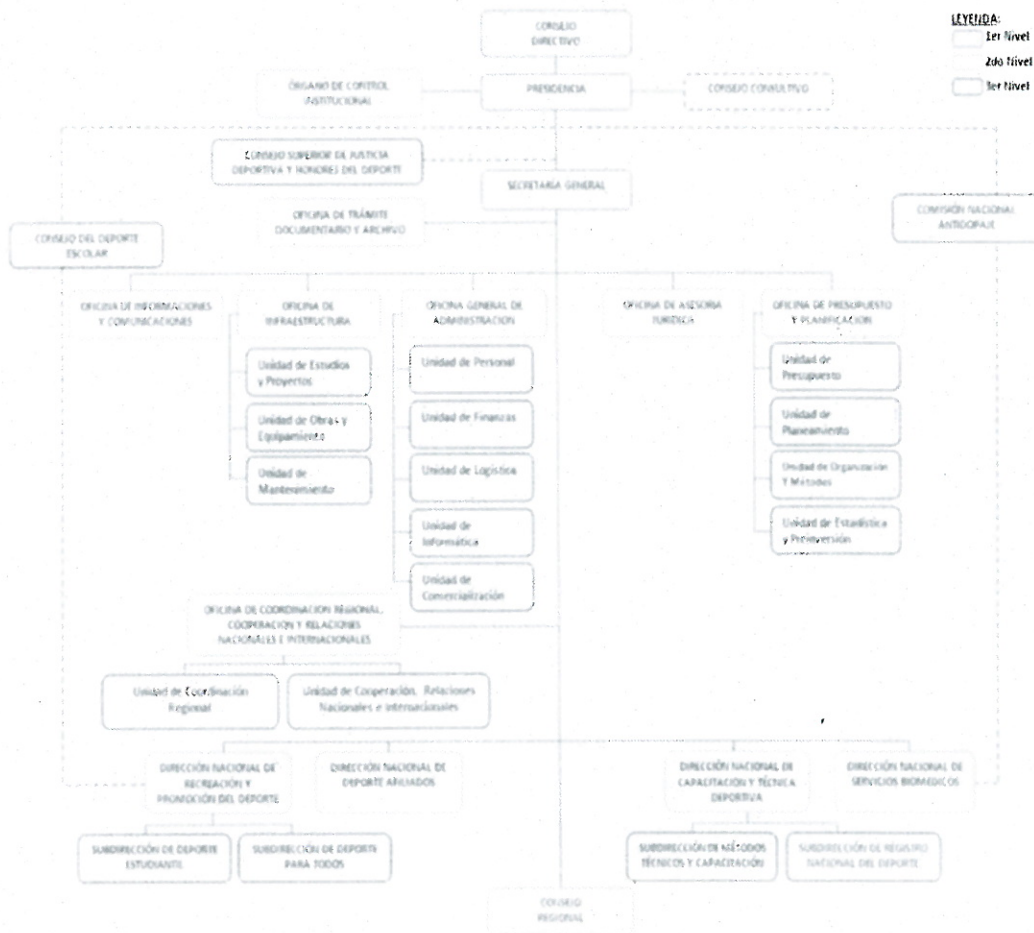 CONSEJO
DIRECTIVO
LEYENDA:
1er Nivel
2do Nivel
3er Nivel
ÓRGANO DE CONTROL
INSTITUCIONAL
PRESIDENCIA
CONSEJO CONSULTIVO
CONSEJO SUPERIOR DE JUSTICIA
DEPORTIVA Y HONORES DEL DEPORTE
SECRETARIA GENERAL
OFICINA DE TRÁMITE
DOCUMENTARIO Y ARCHIVO
COMISIÓN NACIONAL
ANTIDOPAJE
CONSEJO DEL DEPORTE
ESCOLAR
OFICINA DE INFORMACIONES
Y COMUNICACIONES
OFICINA DE
INFRAESTRUCTURA
OFICINA GENERAL DE
ADMINISTRACION
OFICINA DE ASESORIA
JURÍDICA
OFICINA DE PRESUPUESTO
Y PLANIFICACION
Unidad de Estudios
y Proyectos
Unidad de Obras y
Equipamiento
Unidad de
Mantenimiento
Unidad de Personal
Unidad de Finanzas
Unidad de Logística
Unidad de
Informática
Unidad de
Comercialización
Unidad de
Presupuesto
Unidad de
Planeamiento
Unidad de Organización
Y Métodos
Unidad de Estadística
y Preinversión
OFICINA DE COORDINACION REGIONAL,
COOPERACION Y RELACIONES
NACIONALES E INTERNACIONALES
Unidad de Coordinación
Regional
Unidad de Cooperación, Relaciones
Nacionales e Internacionales
DIRECCIÓN NACIONAL DE
RECREACIÓN Y
PROMOCIÓN DEL DEPORTE
DIRECCIÓN NACIONAL DE
DEPORTE AFILIADOS
DIRECCIÓN NACIONAL DE
CAPACITACIÓN Y TÉCNICA
DEPORTIVA
DIRECCIÓN NACIONAL DE
SERVICIOS BIOMEDICOS
SUBDIRECCIÓN DE DEPORTE
ESTUDIANTIL
SUBDIRECCIÓN DE DEPORTE
PARA TODOS
SUBDIRECCIÓN DE MÉTODOS
TÉCNICOS Y CAPACITACIÓN
SUBDIRECCIÓN DE REGISTRO
NACIONAL DEL DEPORTE
CONSEJO
REGIONAL